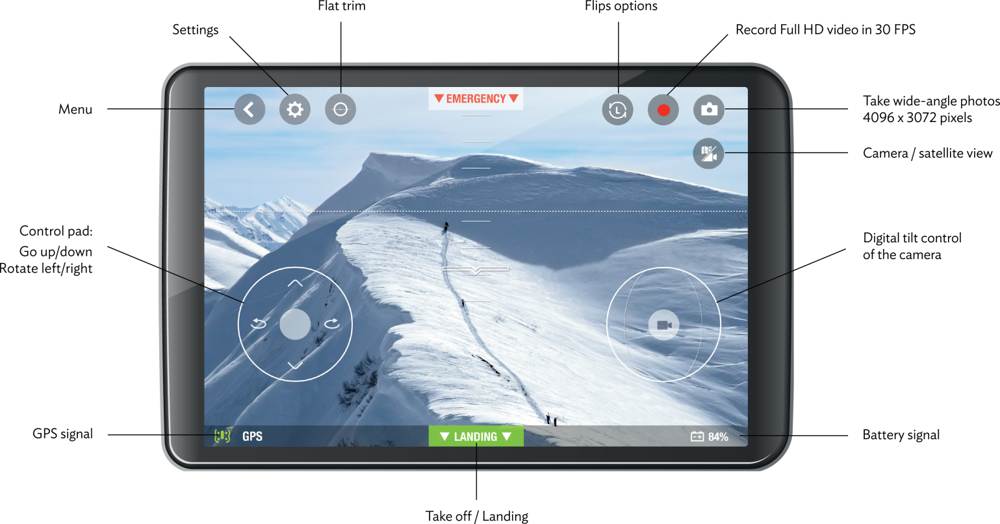 Flat trim
Flips options
Settings
Record Full HD video in 30 FPS
Menu
EMERGENCY
L
Take wide-angle photos
4096 x 3072 pixels
Camera / satellite view
Control pad:
Go up/down
Rotate left/right
Digital tilt control
of the camera
GPS signal
GPS
LANDING
84%
Battery signal
Take off / Landing